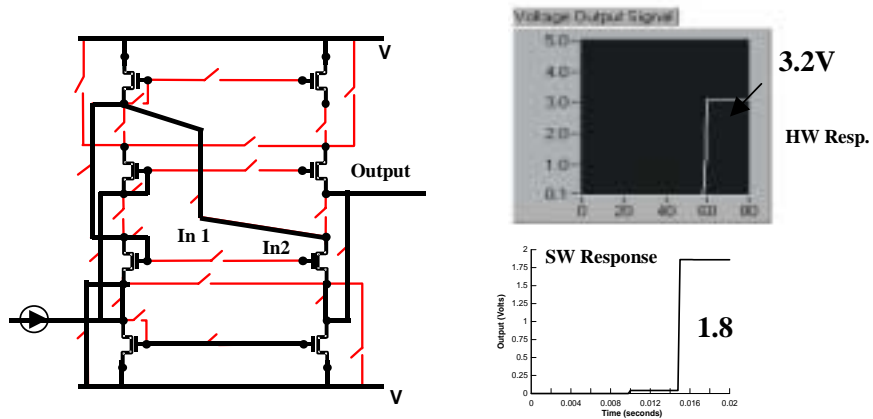 V
Output
In 1
In2
V
Voltage Output Signal
5.0
4.0
3.0
2.0
1.0
0.1
0 20 40 60 80
3.2V
HW Resp.
SW Response
Output (Volts)
2
1.75
1.5
1.25
1
0.75
0.5
0.25
0
1.8
0 0.004 0.008 0.012 0.016 0.02
Time (seconds)